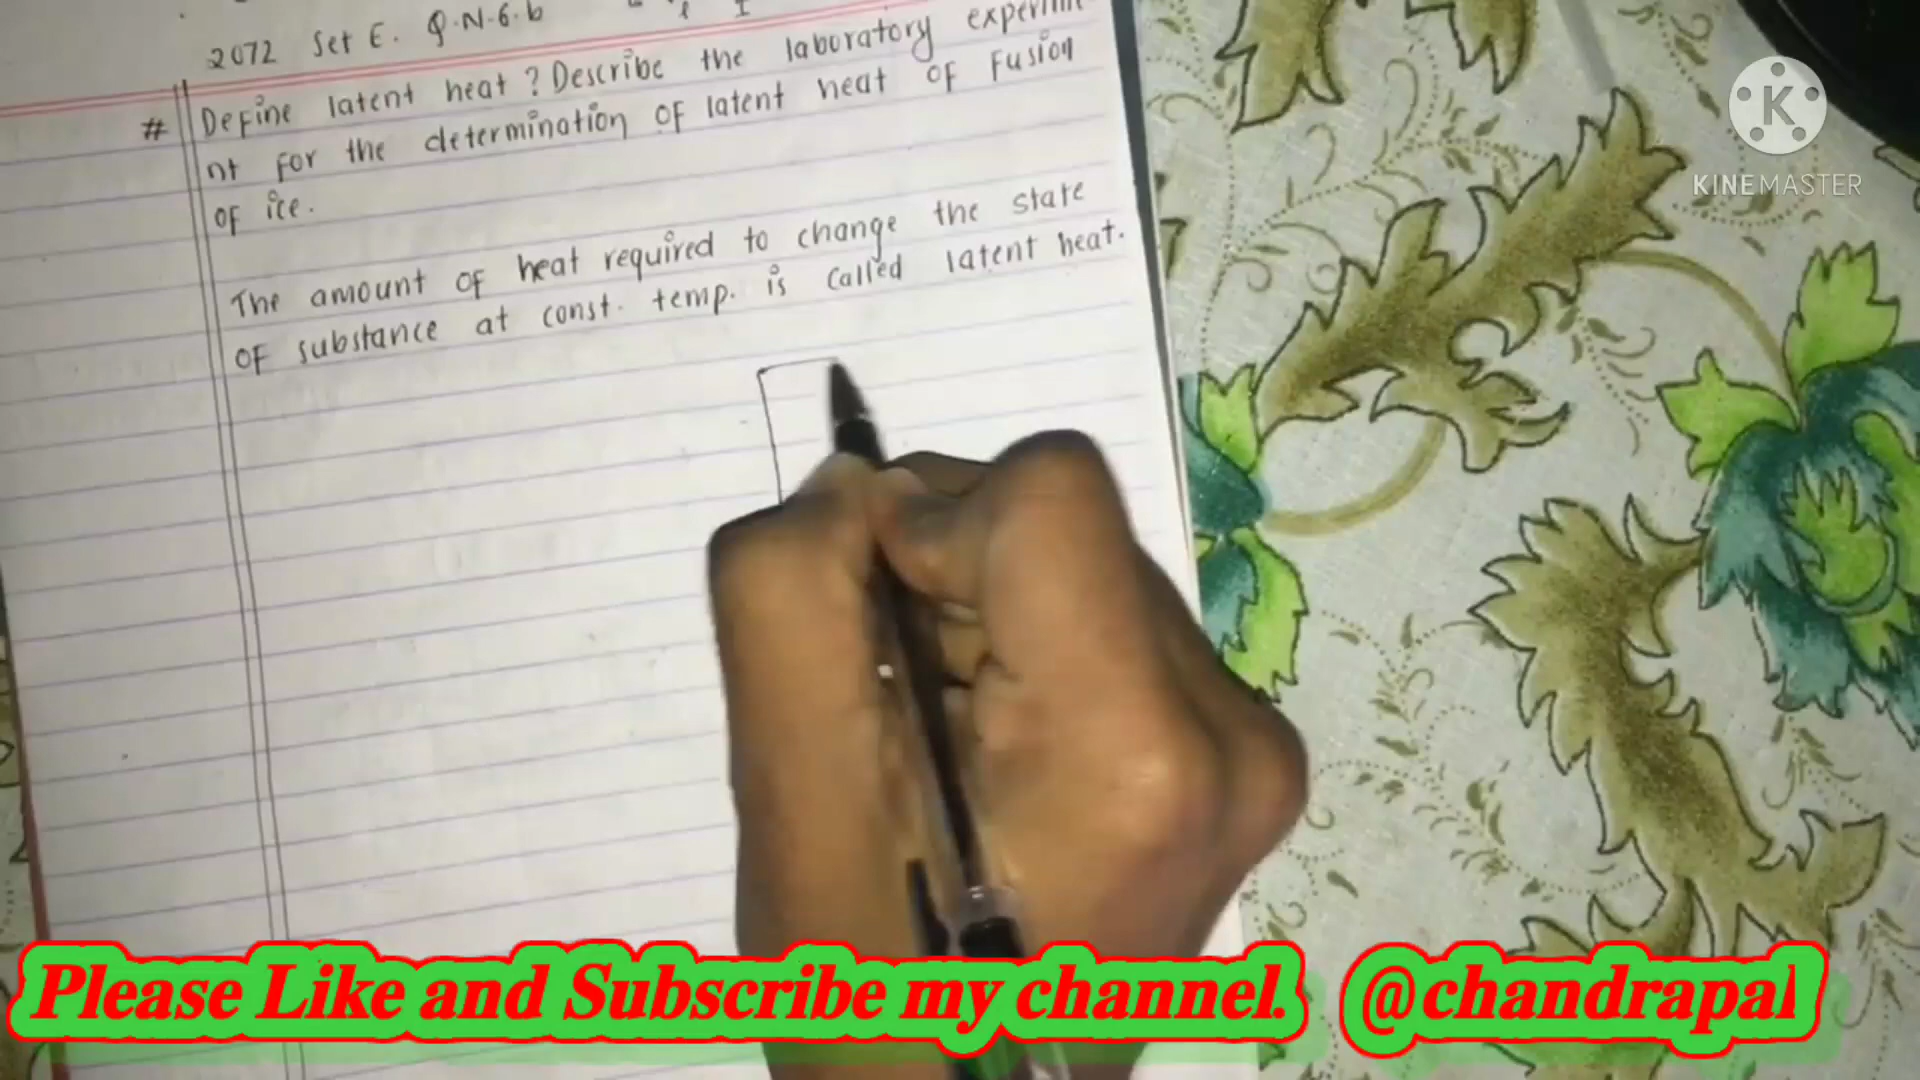 2072 Set E. Q.N.6.b
# Define latent heat? Describe the laboratory experime
nt for the determination of latent heat of fusion
of ice.
The amount of heat required to change the state
of substance at const. temp. is called latent heat.
K
KINEMASTER
Please Like and Subscribe my channel. @chandrapal